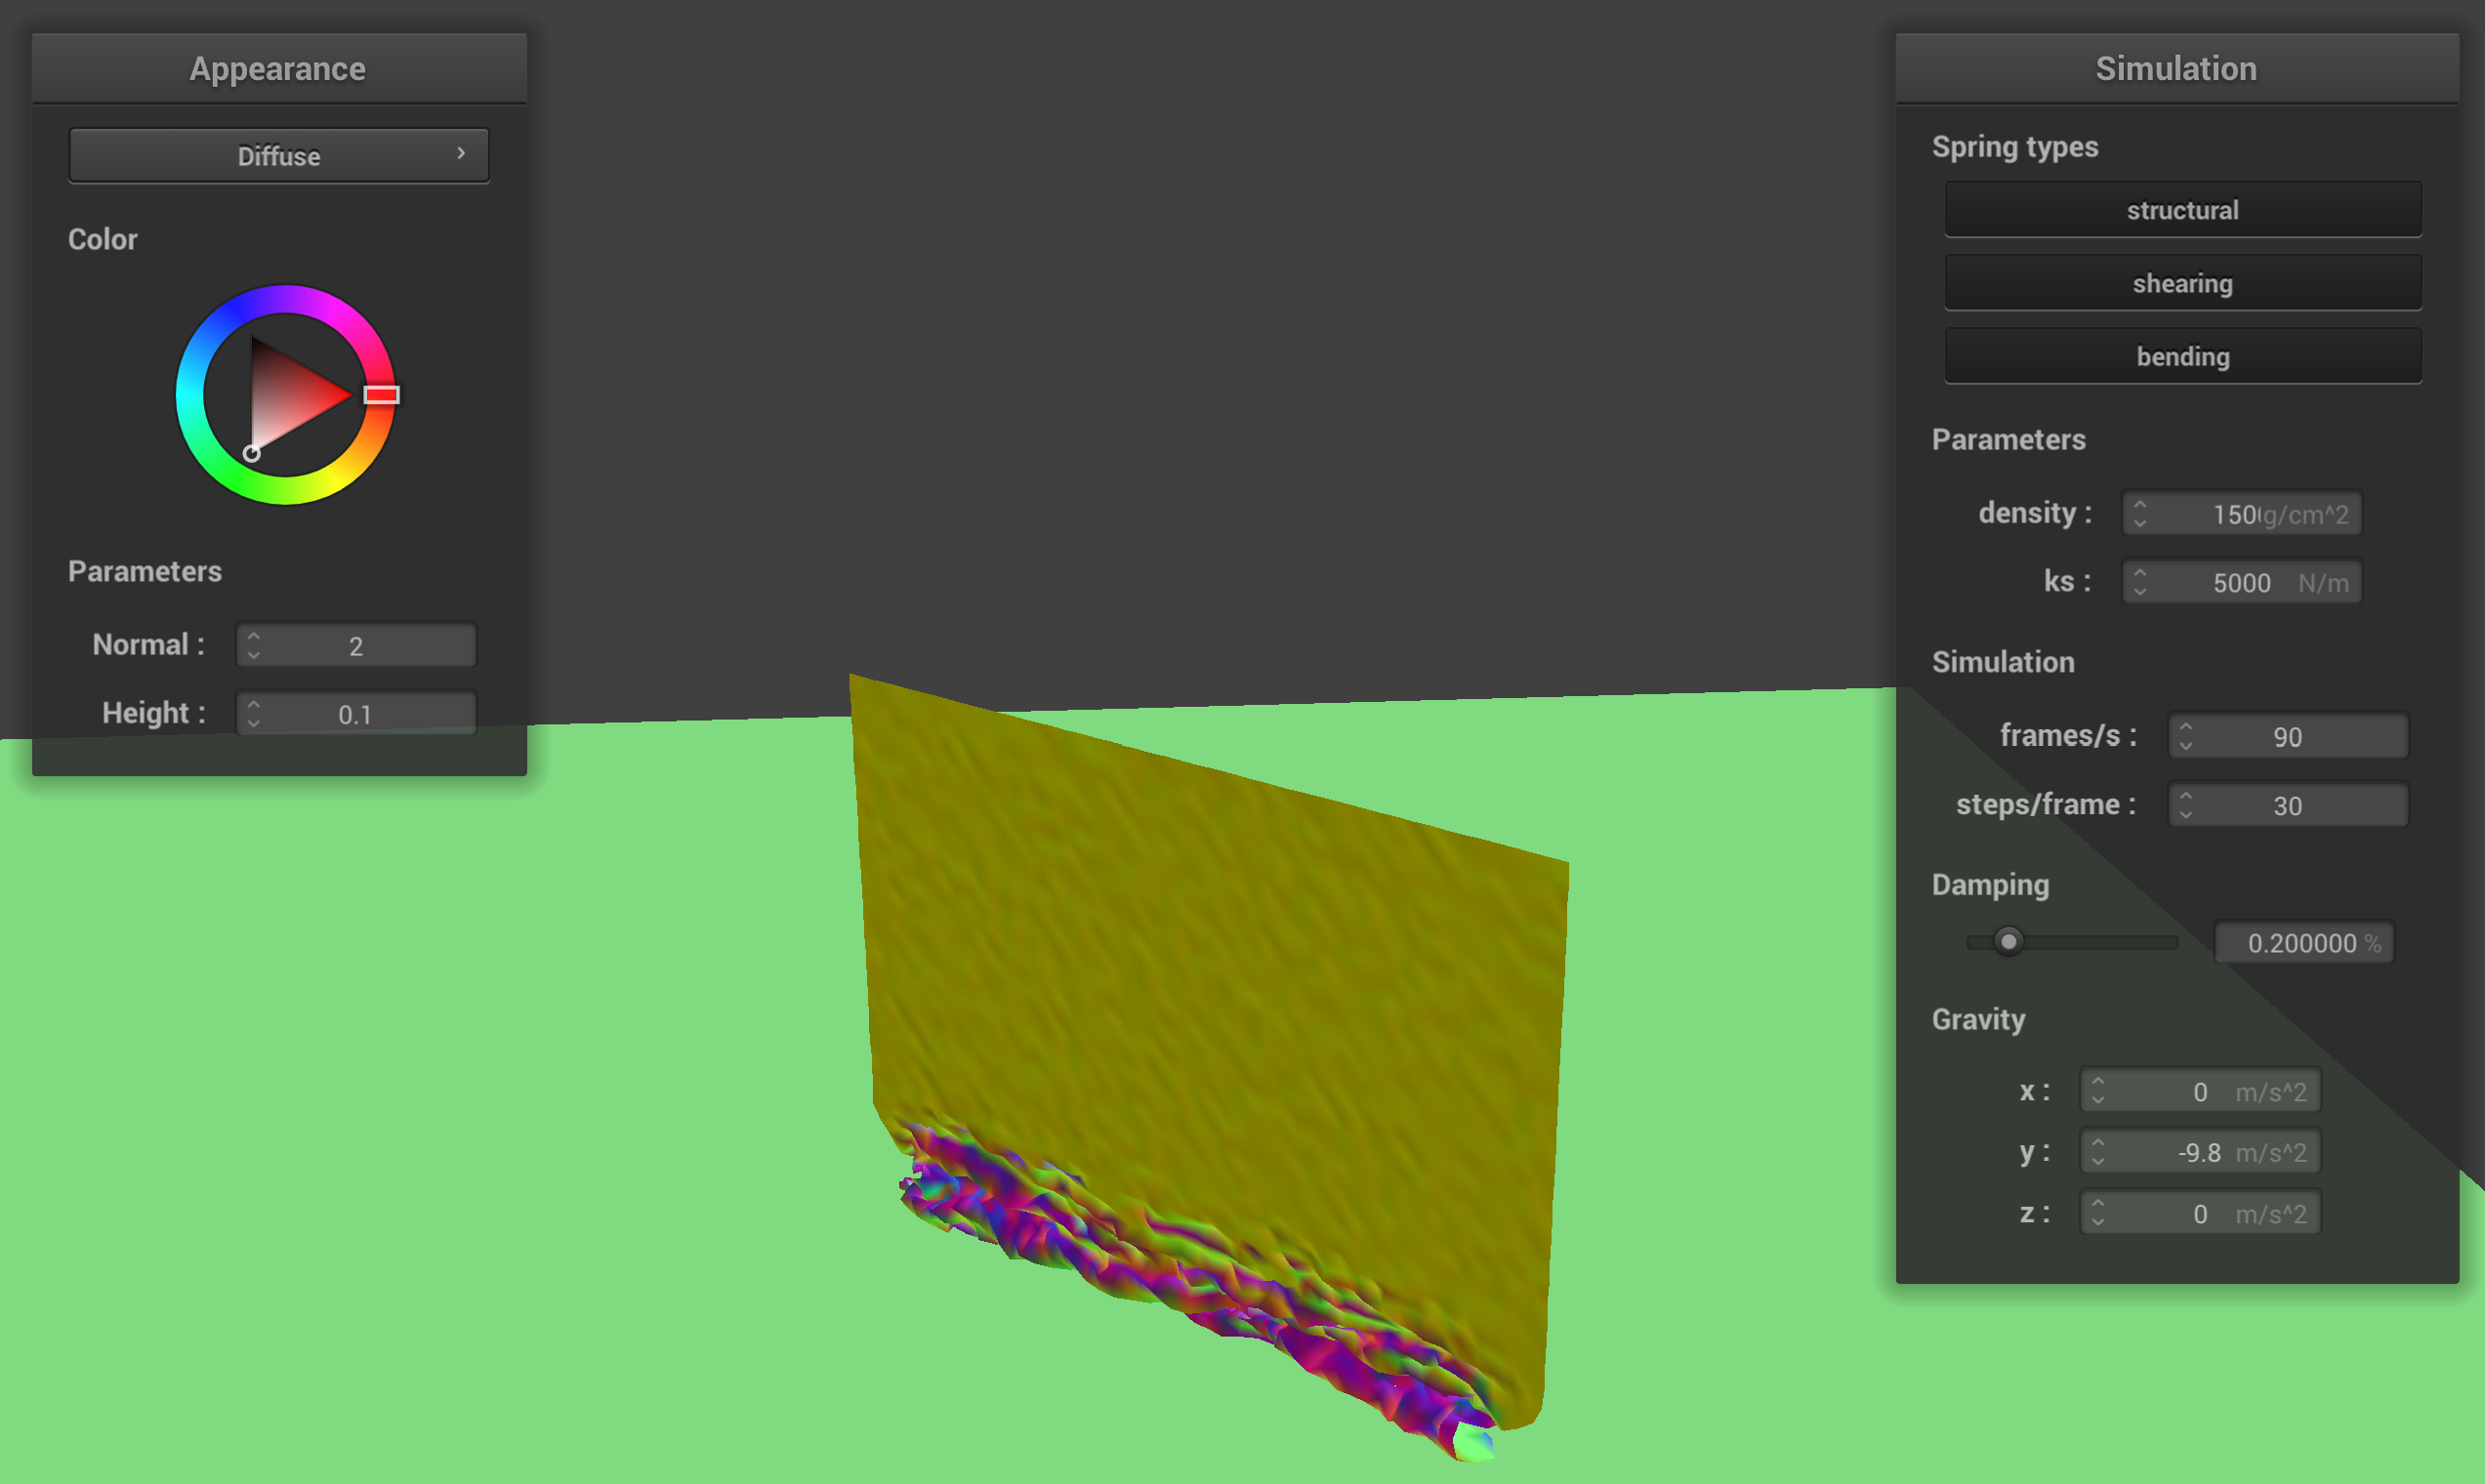 Appearance
Diffuse
Color
Parameters
Normal : 2
Height : 0.1
Simulation
Spring types
structural
shearing
bending
Parameters
density : 150 g/cm^2
ks : 5000 N/m
Simulation
frames/s : 90
steps/frame : 30
Damping
0.200000 %
Gravity
x : 0 m/s^2
y : -9.8 m/s^2
z : 0 m/s^2